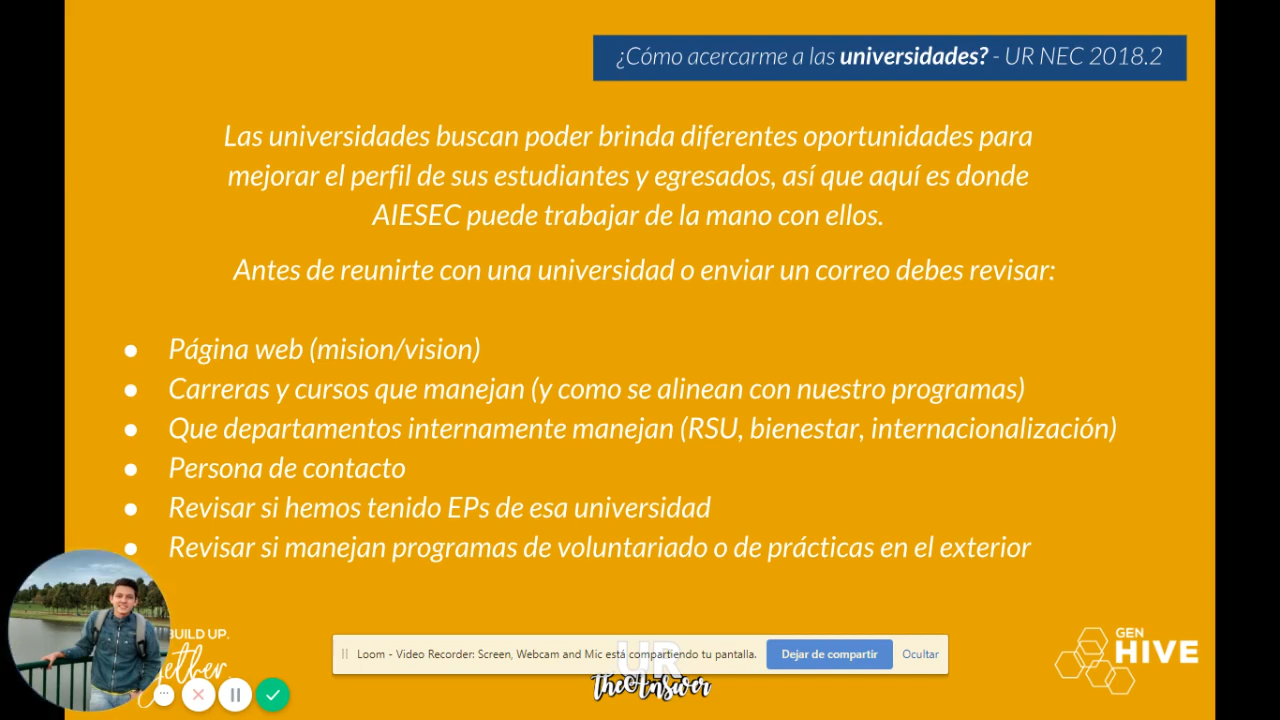 ¿Cómo acercarme a las universidades? - UR NEC 2018.2
Las universidades buscan poder brinda diferentes oportunidades para
mejorar el perfil de sus estudiantes y egresados, así que aquí es donde
AIESEC puede trabajar de la mano con ellos.
Antes de reunirte con una universidad o enviar un correo debes revisar:
● Página web (mision/vision)
● Carreras y cursos que manejan (y como se alinean con nuestro programas)
● Que departamentos internamente manejan (RSU, bienestar, internacionalización)
● Persona de contacto
● Revisar si hemos tenido EPs de esa universidad
● Revisar si manejan programas de voluntariado o de prácticas en el exterior
BUILD UP.
gether
Loom - Video Recorder: Screen, Webcam and Mic está compartiendo tu pantalla.
Dejar de compartir
Ocultar
UR
The Answer
GEN
HIVE